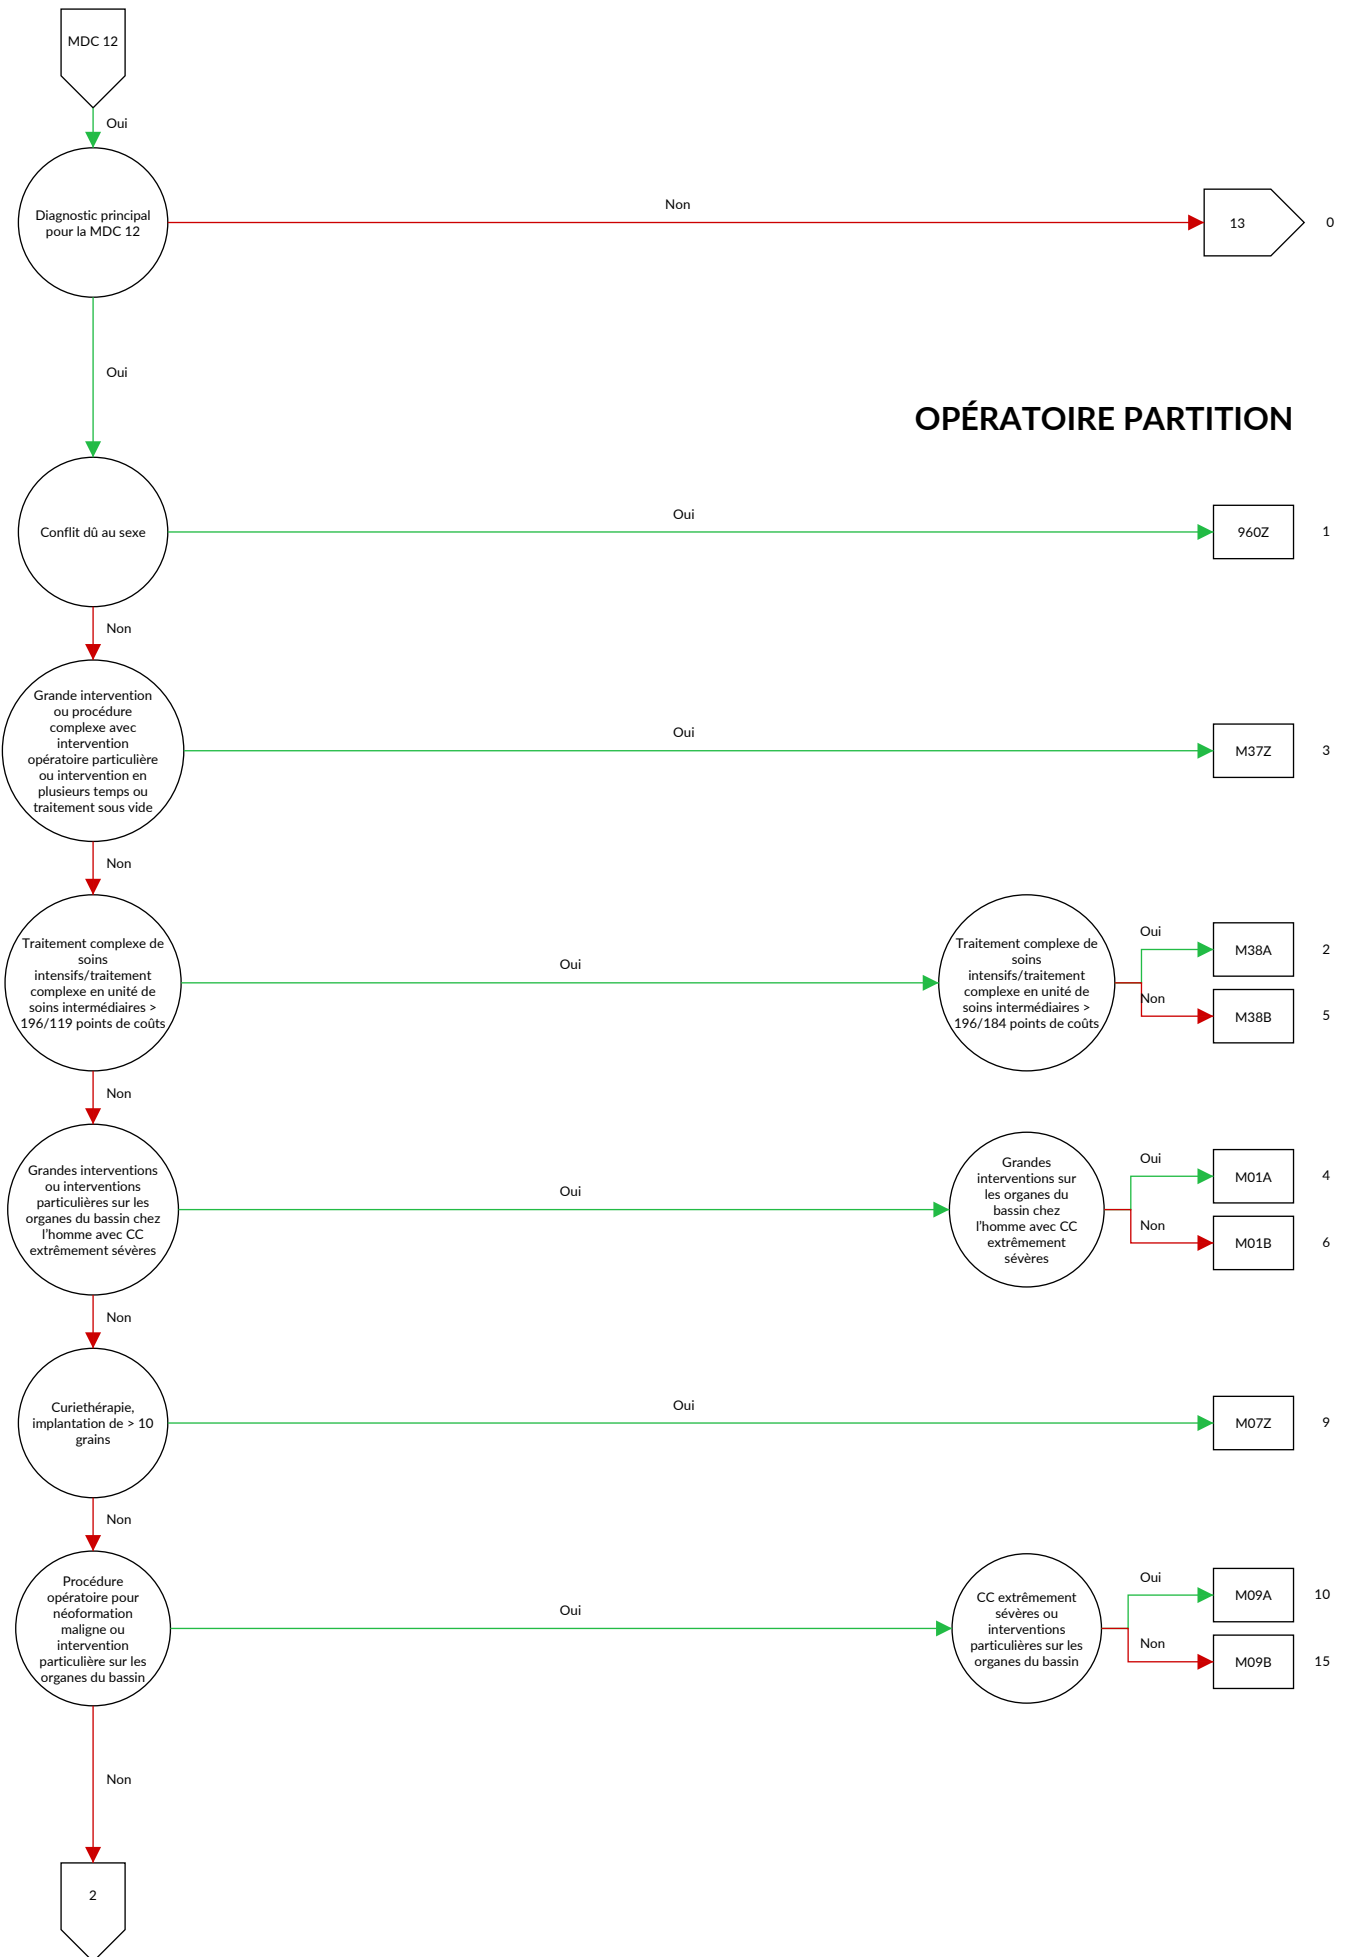 MDC 12
Oui
Diagnostic principal
pour la MDC 12
Non
13
0
Oui
OPÉRATOIRE PARTITION
Conflit dû au sexe
Oui
960Z
1
Non
Grande intervention
ou procédure
complexe avec
intervention
opératoire particulière
ou intervention en
plusieurs temps ou
traitement sous vide
Oui
M37Z
3
Non
Traitement complexe de
soins
intensifs/traitement
complexe en unité de
soins intermédiaires >
196/119 points de coûts
Oui
Traitement complexe de
soins
intensifs/traitement
complexe en unité de
soins intermédiaires >
196/184 points de coûts
Oui
M38A
2
Non
M38B
5
Non
Grandes interventions
ou interventions
particulières sur les
organes du bassin chez
l'homme avec CC
extrêmement sévères
Oui
Grandes
interventions sur
les organes du
bassin chez
l'homme avec CC
extrêmement
sévères
Oui
M01A
4
Non
M01B
6
Non
Curiethérapie,
implantation de > 10
grains
Oui
M07Z
9
Non
Procédure
opératoire pour
néoformation
maligne ou
intervention
particulière sur les
organes du bassin
Oui
CC extrêmement
sévères ou
interventions
particulières sur les
organes du bassin
Oui
M09A
10
Non
M09B
15
Non
2